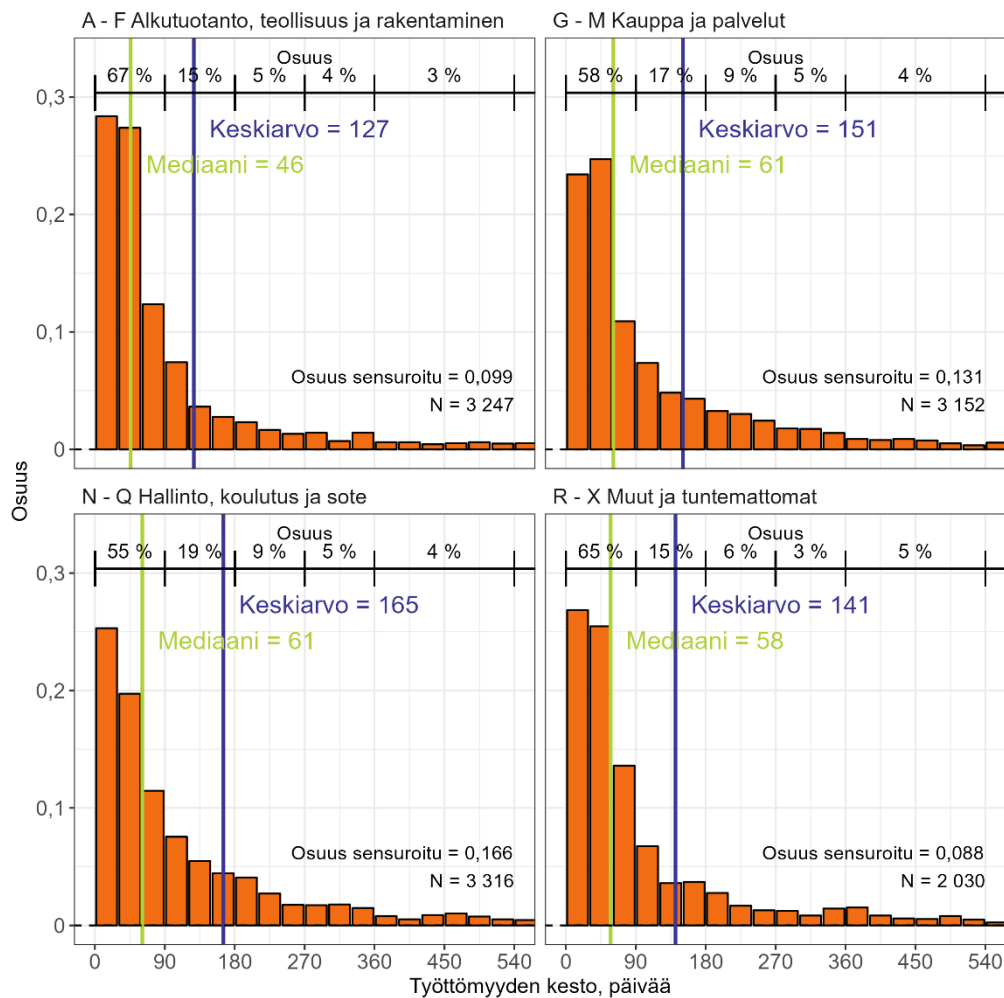 A - F Alkutuotanto, teollisuus ja rakentaminen
Osuus
67 % 15 % 5 % 4 % 3 %
Keskiarvo = 127
Mediaani = 46
Osuus sensuroitu = 0,099
N = 3 247
0,3
0,2
0,1
0
G - M Kauppa ja palvelut
Osuus
58 % 17 % 9 % 5 % 4 %
Keskiarvo = 151
Mediaani = 61
Osuus sensuroitu = 0,131
N = 3 152
Osuus
N - Q Hallinto, koulutus ja sote
Osuus
55 % 19 % 9 % 5 % 4 %
Keskiarvo = 165
Mediaani = 61
Osuus sensuroitu = 0,166
N = 3 316
0,3
0,2
0,1
0
0 90 180 270 360 450 540
R - X Muut ja tuntemattomat
Osuus
65 % 15 % 6 % 3 % 5 %
Keskiarvo = 141
Mediaani = 58
Osuus sensuroitu = 0,088
N = 2 030
0 90 180 270 360 450 540
Työttömyyden kesto, päivää